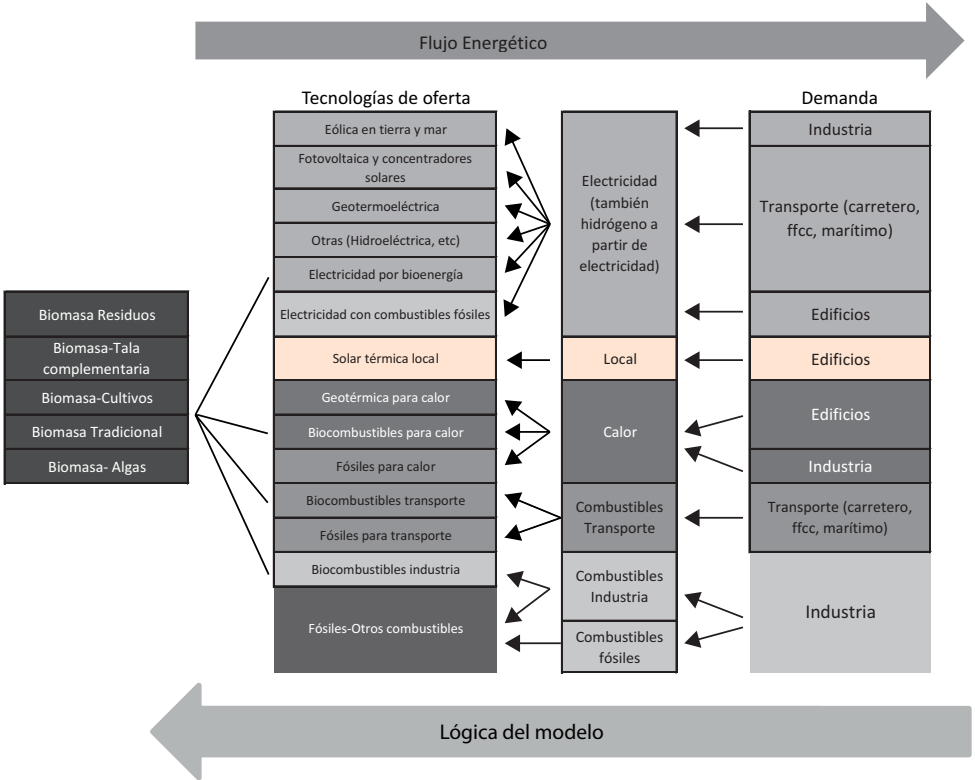 Flujo Energético
Tecnologías de oferta
Demanda
Biomasa Residuos
Biomasa-Tala
complementaria
Biomasa-Cultivos
Biomasa Tradicional
Biomasa- Algas
Eólica en tierra y mar
Fotovoltaica y concentradores
solares
Geotermoeléctrica
Otras (Hidroeléctrica, etc)
Electricidad por bioenergía
Electricidad con combustibles fósiles
Solar térmica local
Geotérmica para calor
Biocombustibles para calor
Fósiles para calor
Biocombustibles transporte
Fósiles para transporte
Biocombustibles industria
Fósiles-Otros combustibles
Electricidad
(también
hidrógeno a
partir de
electricidad)
Local
Calor
Combustibles
Transporte
Combustibles
Industria
Combustibles
fósiles
Industria
Transporte (carretero,
ffcc, marítimo)
Edificios
Edificios
Edificios
Industria
Transporte (carretero,
ffcc, marítimo)
Industria
Lógica del modelo